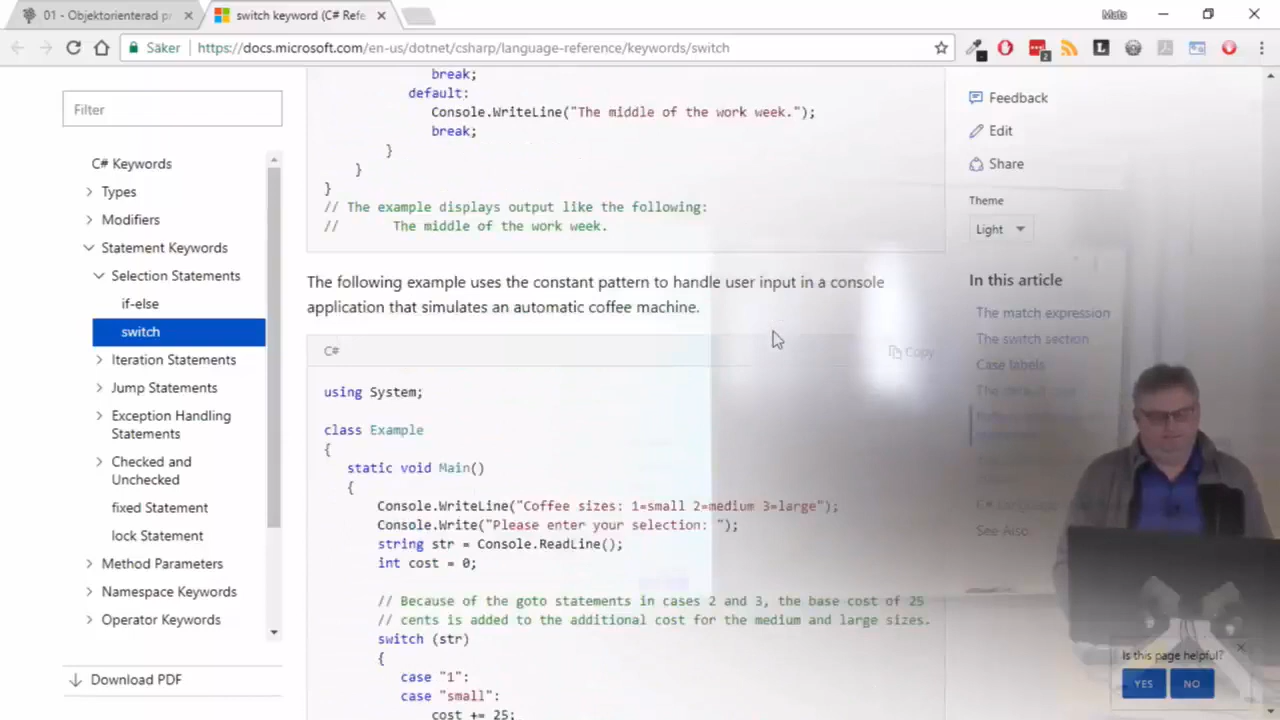 01 - Objektorienterad pr
switch keyword (C# Refe
Mats
Säker
https://docs.microsoft.com/en-us/dotnet/csharp/language-reference/keywords/switch
Filter
C# Keywords
Types
Modifiers
Statement Keywords
Selection Statements
if-else
switch
Iteration Statements
Jump Statements
Exception Handling
Statements
Checked and
Unchecked
fixed Statement
lock Statement
Method Parameters
Namespace Keywords
Operator Keywords
Download PDF
break;
default:
Console.WriteLine("The middle of the work week.");
break;
}
}
}
// The example displays output like the following:
// The middle of the work week.
The following example uses the constant pattern to handle user input in a console
application that simulates an automatic coffee machine.
C#
Copy
using System;
class Example
{
static void Main()
{
Console.WriteLine("Coffee sizes: 1=small 2=medium 3=large");
Console.Write("Please enter your selection: ");
string str = Console.ReadLine();
int cost = 0;
// Because of the goto statements in cases 2 and 3, the base cost of 25
// cents is added to the additional cost for the medium and large sizes.
switch (str)
{
case "1":
case "small":
cost += 25;
Feedback
Edit
Share
Theme
Light
In this article
The match expression
The switch section
Case labels
The default case
C# Language
See Also
Is this page helpful?
YES
NO